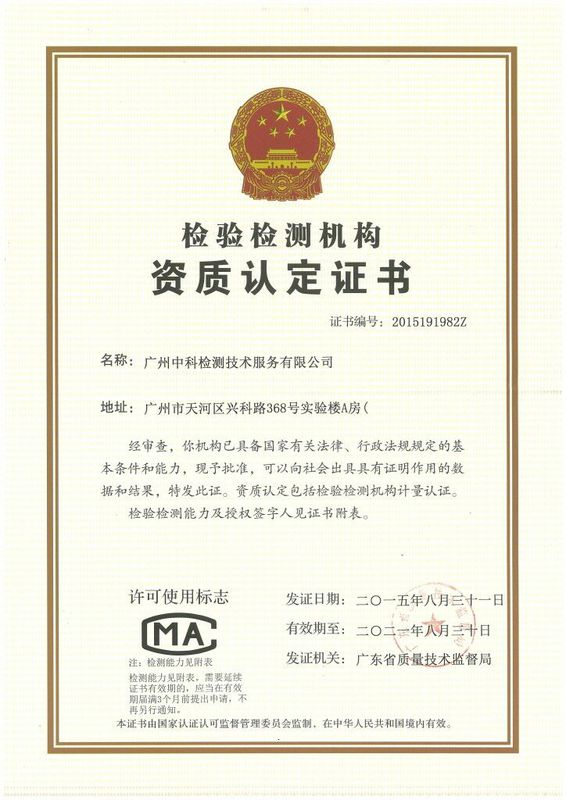 检验检测机构
资质认定证书
证书编号：2015191982Z
名称：广州中科检测技术服务有限公司
地址：广州市天河区兴科路368号实验楼A房(
经审查，你机构已具备国家有关法律、行政法规规定的基
本条件和能力，现予批准，可以向社会出具具有证明作用的数
据和结果，特发此证。资质认定包括检验检测机构计量认证。
检验检测能力及授权签字人见证书附表。
许可使用标志
MA
注：检测能力见附表
检测能力见附表，需要延续
证书有效期的，应当在有效
期届满3个月前提出申请，不
再另行通知。
发证日期：二〇一五年八月三十一日
有效期至：二〇二一年八月三十日
发证机关：广东省质量技术监督局
本证书由国家认证认可监督管理委员会监制，在中华人民共和国境内有效。